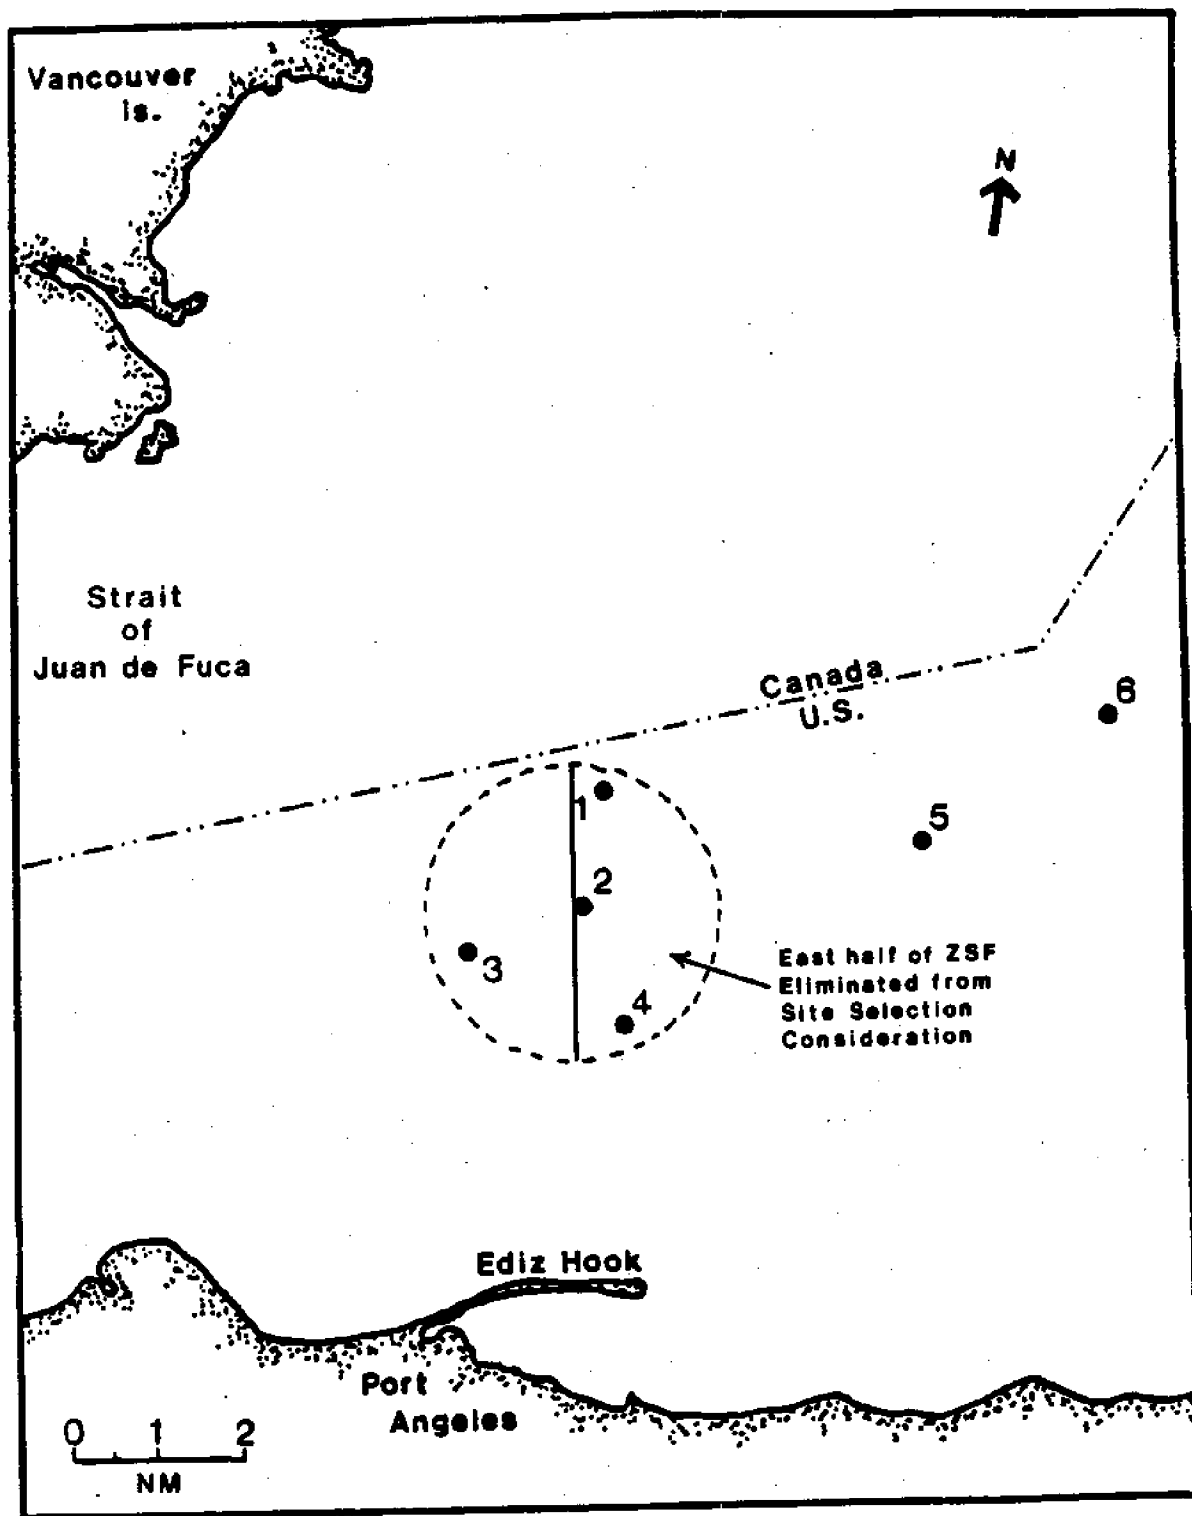 Vancouver
is.
N
Strait
of
Juan de Fuca
Canada
U.S.
6
5
1
2
3
4
East half of ZSF
Eliminated from
Site Selection
Consideration
Ediz Hook
Port
Angeles
0 1 2
NM